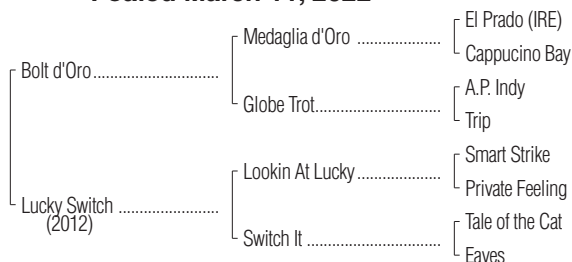 Foaled March 11, 2022
El Prado (IRE)
Medaglia d'Oro ......................
Cappucino Bay
Bolt d'Oro..................................
A.P. Indy
Globe Trot..............................
Trip
Smart Strike
Lookin At Lucky ......................
Private Feeling
Lucky Switch ...........................
(2012)
Tale of the Cat
Switch It .................................
Eaves